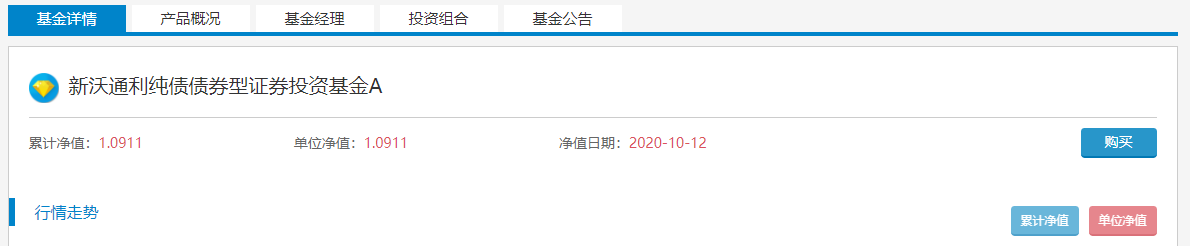 基金详情 产品概况 基金经理 投资组合 基金公告
新沃通利纯债债券型证券投资基金A
累计净值：1.0911 单位净值：1.0911 净值日期：2020-10-12 购买
行情走势 累计净值 单位净值